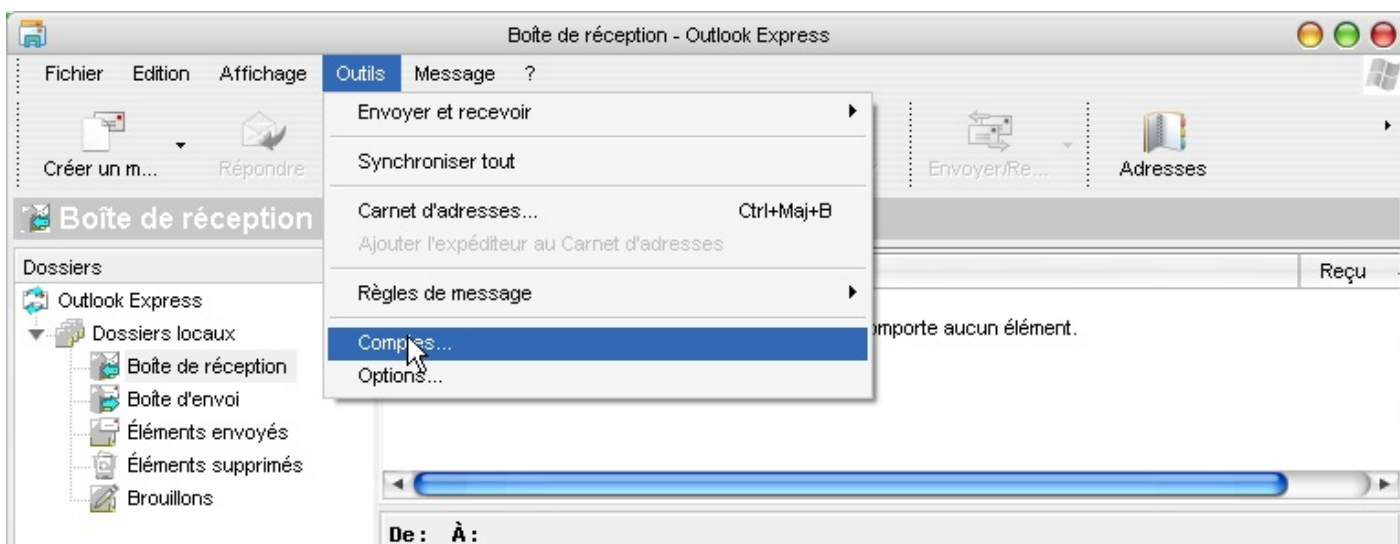 Boîte de réception - Outlook Express
Fichier Edition Affichage Outils Message ?
Créer un m... Répondre Envoyer/Re... Adresses
Boîte de réception
Envoyer et recevoir
Synchroniser tout
Carnet d'adresses... Ctrl+Maj+B
Ajouter l'expéditeur au Carnet d'adresses
Règles de message
Comptes...
Options...
Dossiers
Outlook Express
Dossiers locaux
Boîte de réception
Boîte d'envoi
Éléments envoyés
Éléments supprimés
Brouillons
Reçu
aucun élément.
De: À: